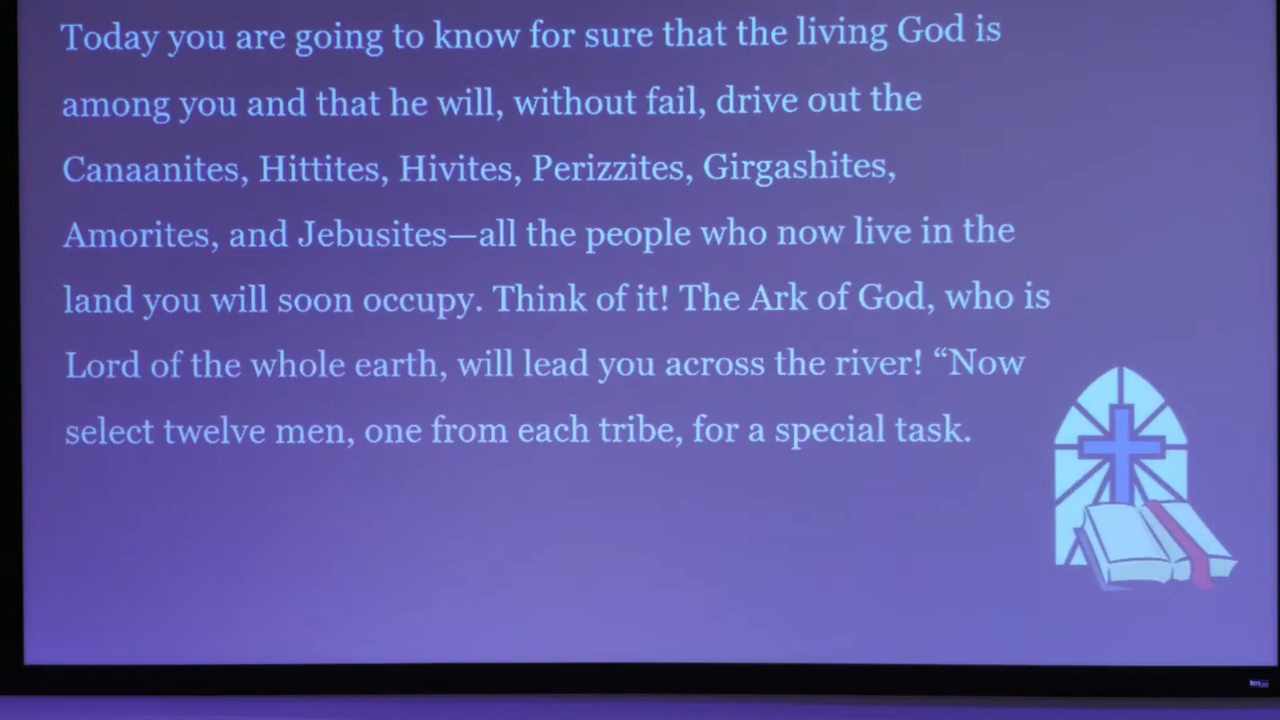 Today you are going to know for sure that the living God is
among you and that he will, without fail, drive out the
Canaanites, Hittites, Hivites, Perizzites, Girgashites,
Amorites, and Jebusites—all the people who now live in the
land you will soon occupy. Think of it! The Ark of God, who is
Lord of the whole earth, will lead you across the river! “Now
select twelve men, one from each tribe, for a special task.